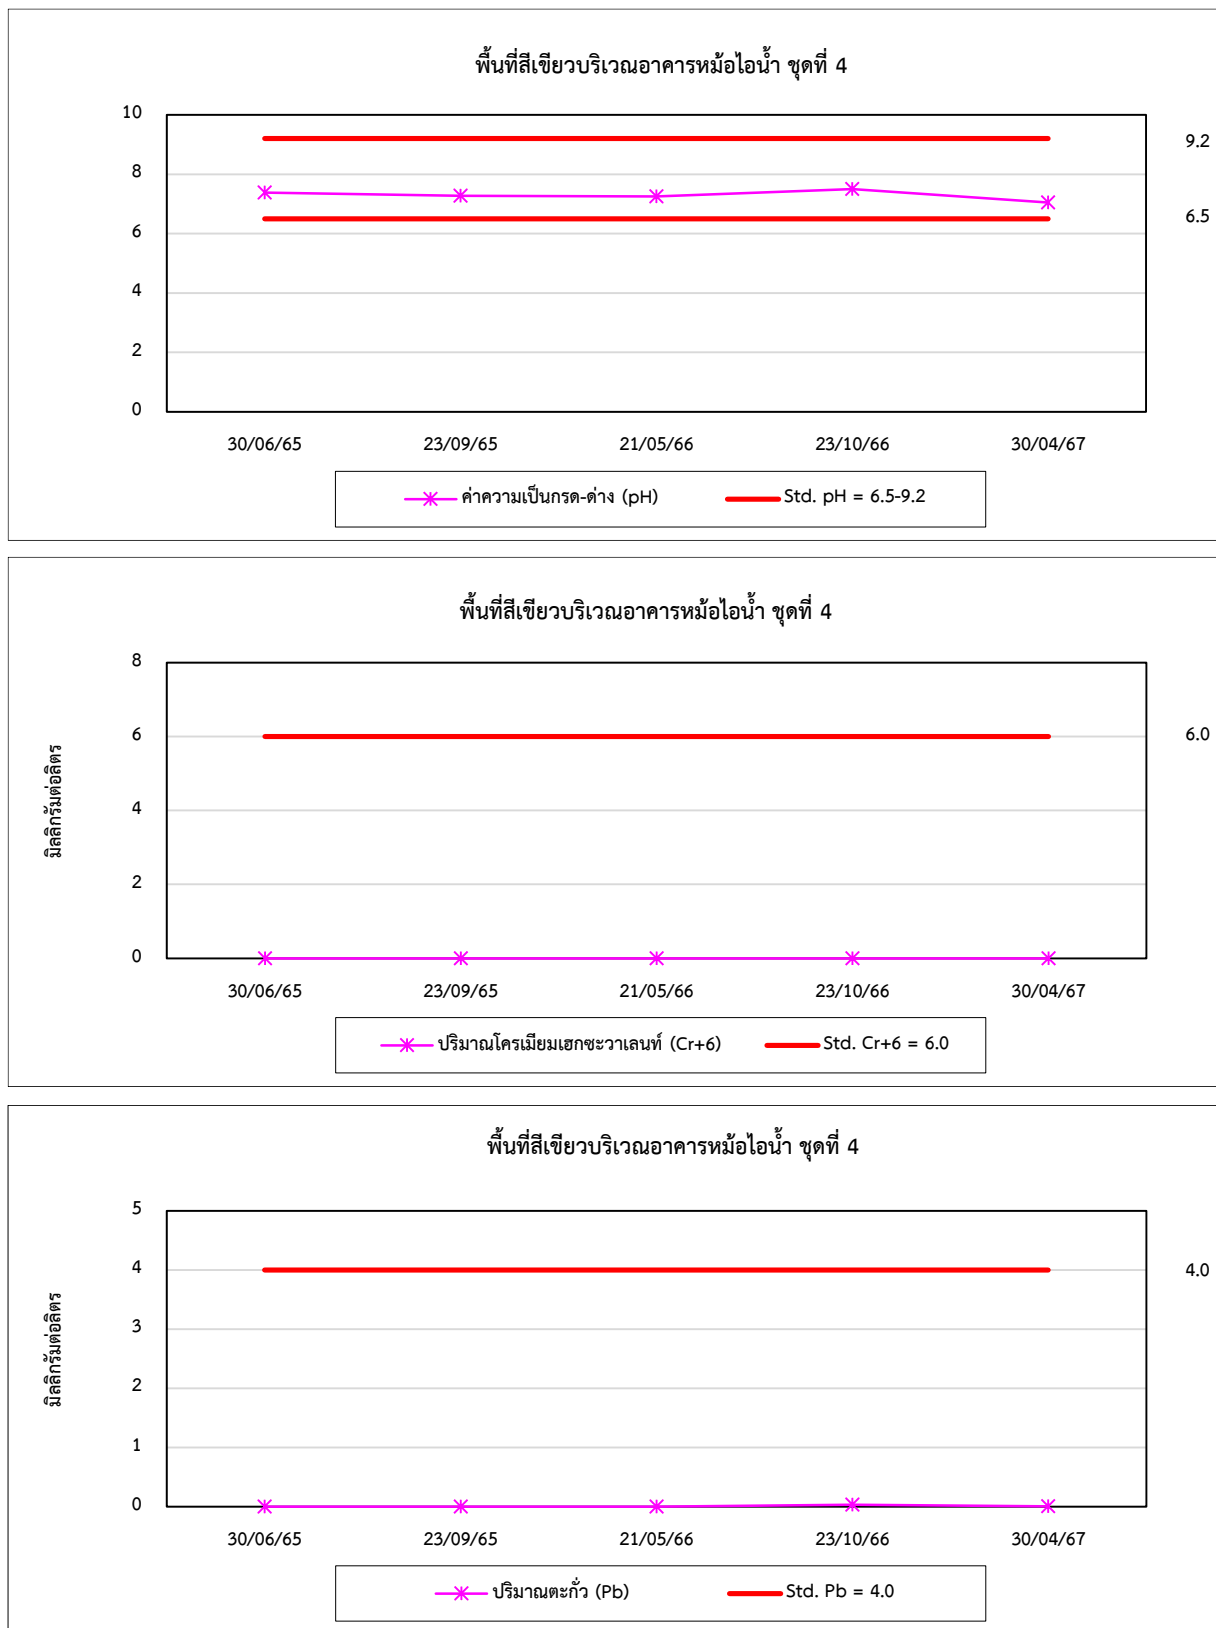 พื้นที่สีเขียวบริเวณอาคารหม้อไอน้ำ ชุดที่ 4
10
8
6
4
2
0
9.2
6.5
30/06/65 23/09/65 21/05/66 23/10/66 30/04/67
ค่าความเป็นกรด-ด่าง (pH) Std. pH = 6.5-9.2
พื้นที่สีเขียวบริเวณอาคารหม้อไอน้ำ ชุดที่ 4
มิลลิกรัมต่อลิตร
8
6
4
2
0
6.0
30/06/65 23/09/65 21/05/66 23/10/66 30/04/67
ปริมาณโครเมียมเฮกซะวาเลนท์ (Cr+6) Std. Cr+6 = 6.0
พื้นที่สีเขียวบริเวณอาคารหม้อไอน้ำ ชุดที่ 4
มิลลิกรัมต่อลิตร
5
4
3
2
1
0
4.0
30/06/65 23/09/65 21/05/66 23/10/66 30/04/67
ปริมาณตะกั่ว (Pb) Std. Pb = 4.0